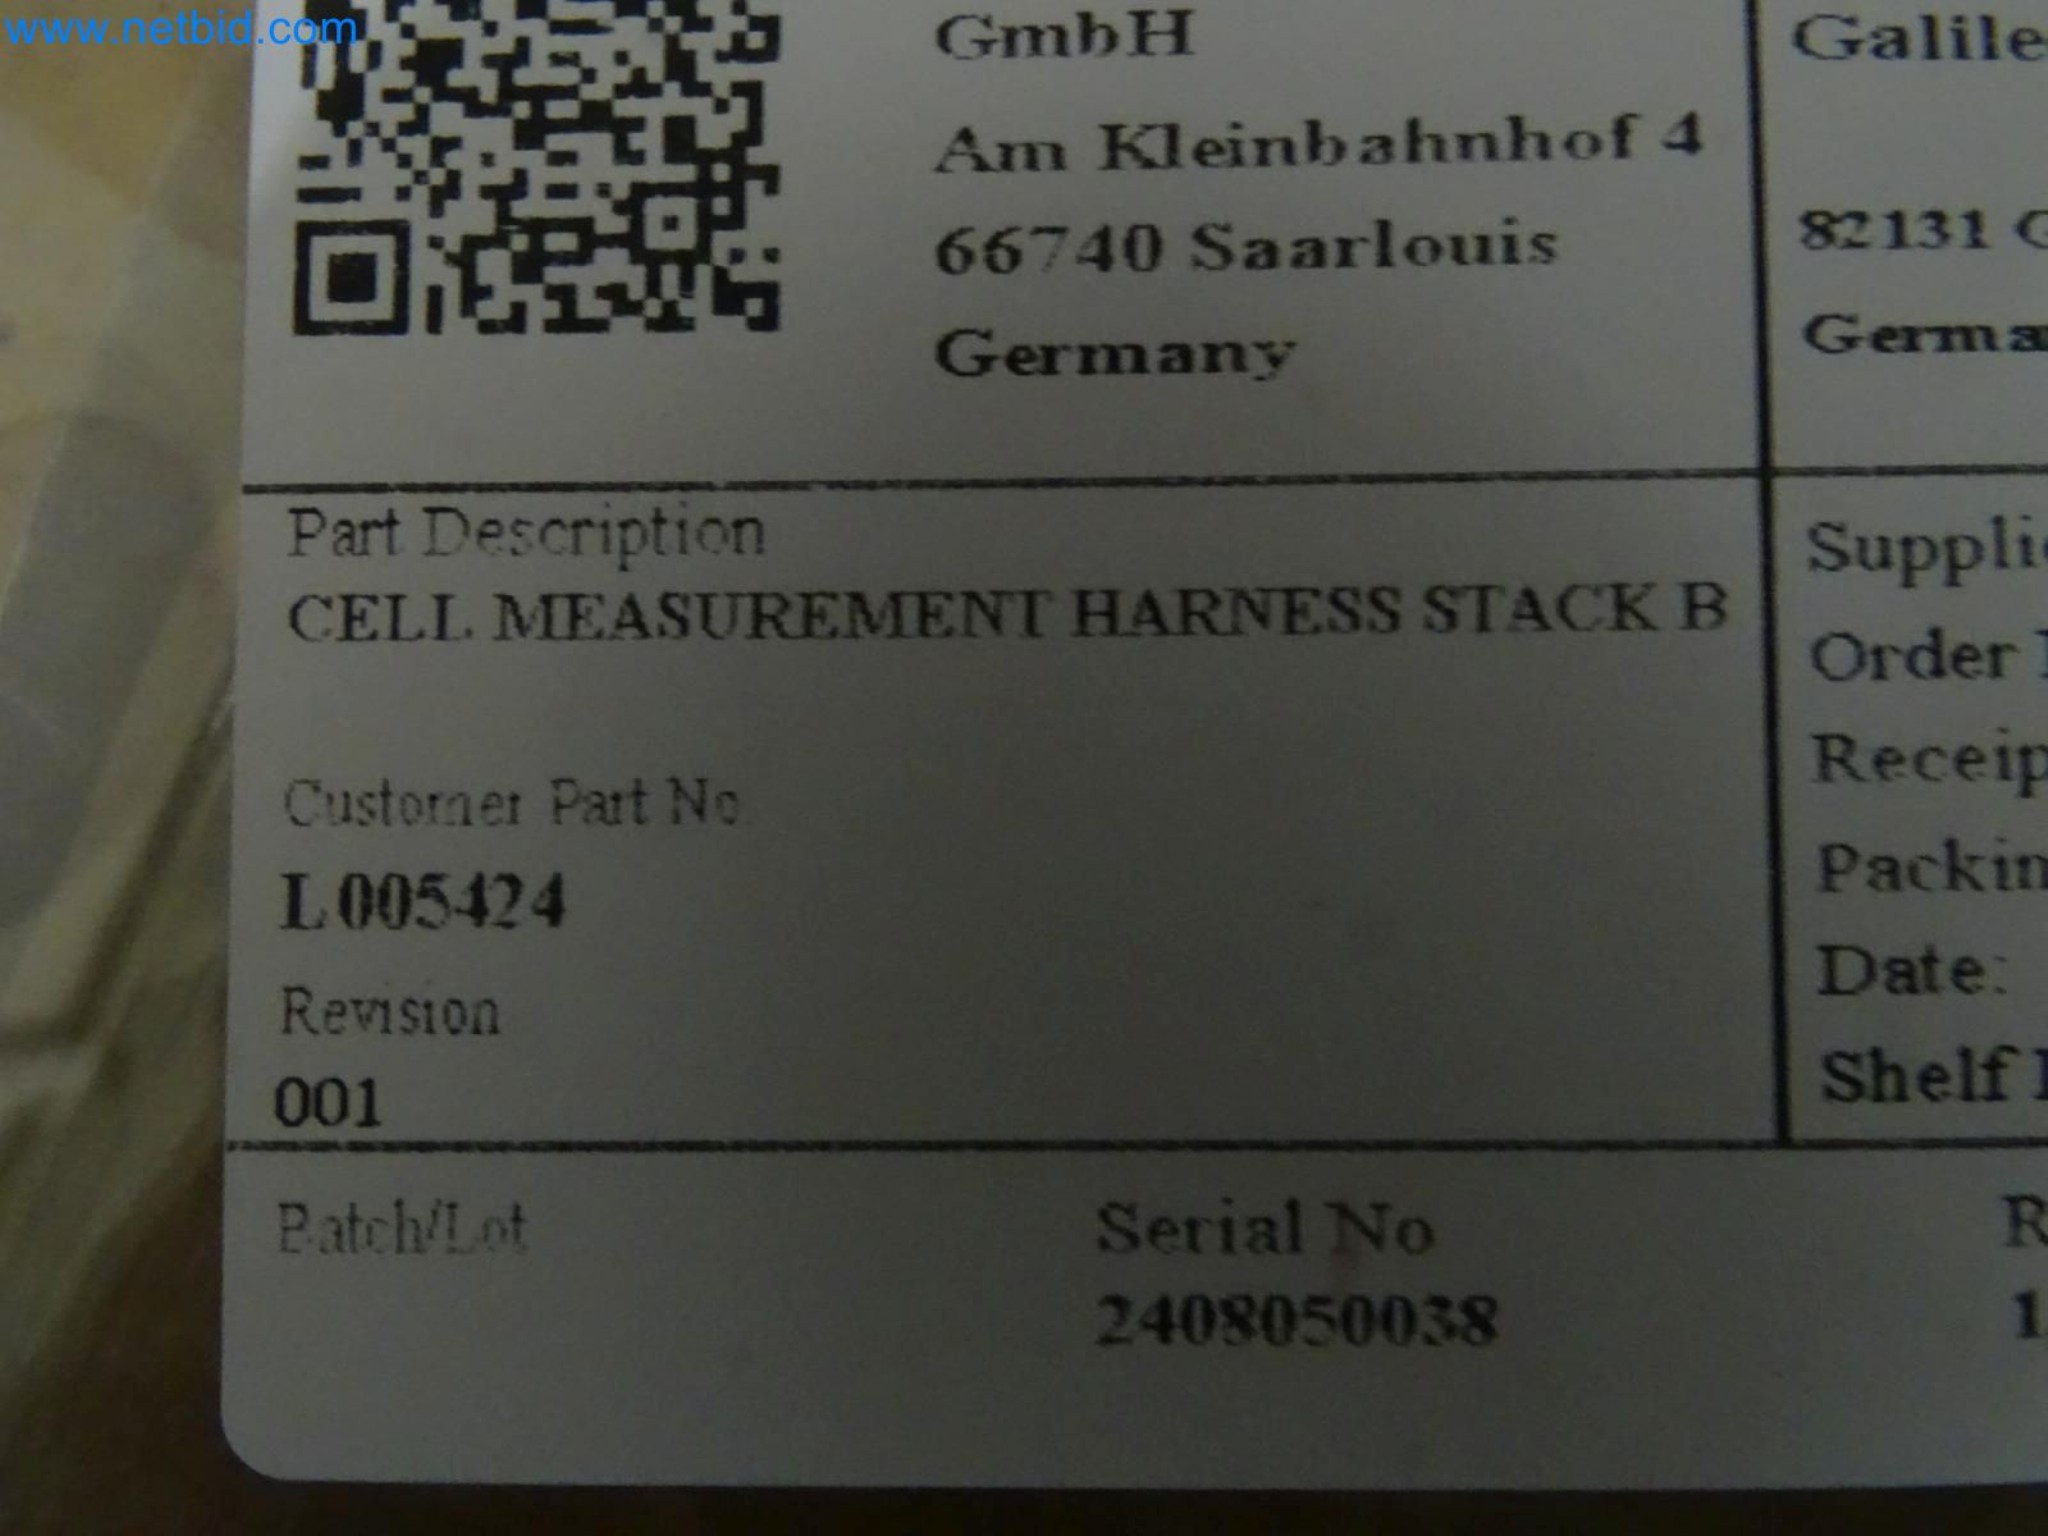 www.netbid.com
GmbH
Am Kleinbahnhof 4
66740 Saarlouis
Germany
Galile
82131 G
Germa
Part Description
CELL MEASUREMENT HARNESS STACK B
Customer Part No
L005424
Revision
001
Suppli
Order
Receip
Packin
Date:
Shelf
Batch/Lot
Serial No
2408050038
R
1